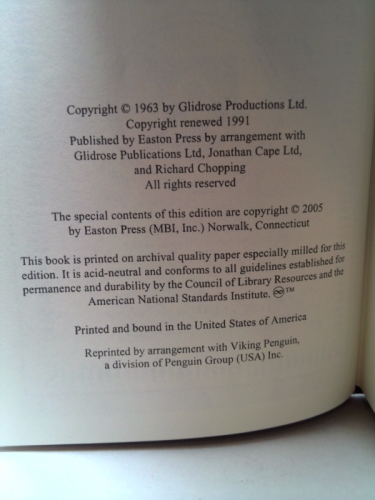 Copyright © 1963 by Glidrose Productions Ltd.
Copyright renewed 1991
Published by Easton Press by arrangement with
Glidrose Publications Ltd, Jonathan Cape Ltd,
and Richard Chopping
All rights reserved
The special contents of this edition are copyright © 2005
by Easton Press (MBI, Inc.) Norwalk, Connecticut
This book is printed on archival quality paper especially milled for this
edition. It is acid-neutral and conforms to all guidelines established for
permanence and durability by the Council of Library Resources and the
American National Standards Institute. ♾™
Printed and bound in the United States of America
Reprinted by arrangement with Viking Penguin,
a division of Penguin Group (USA) Inc.